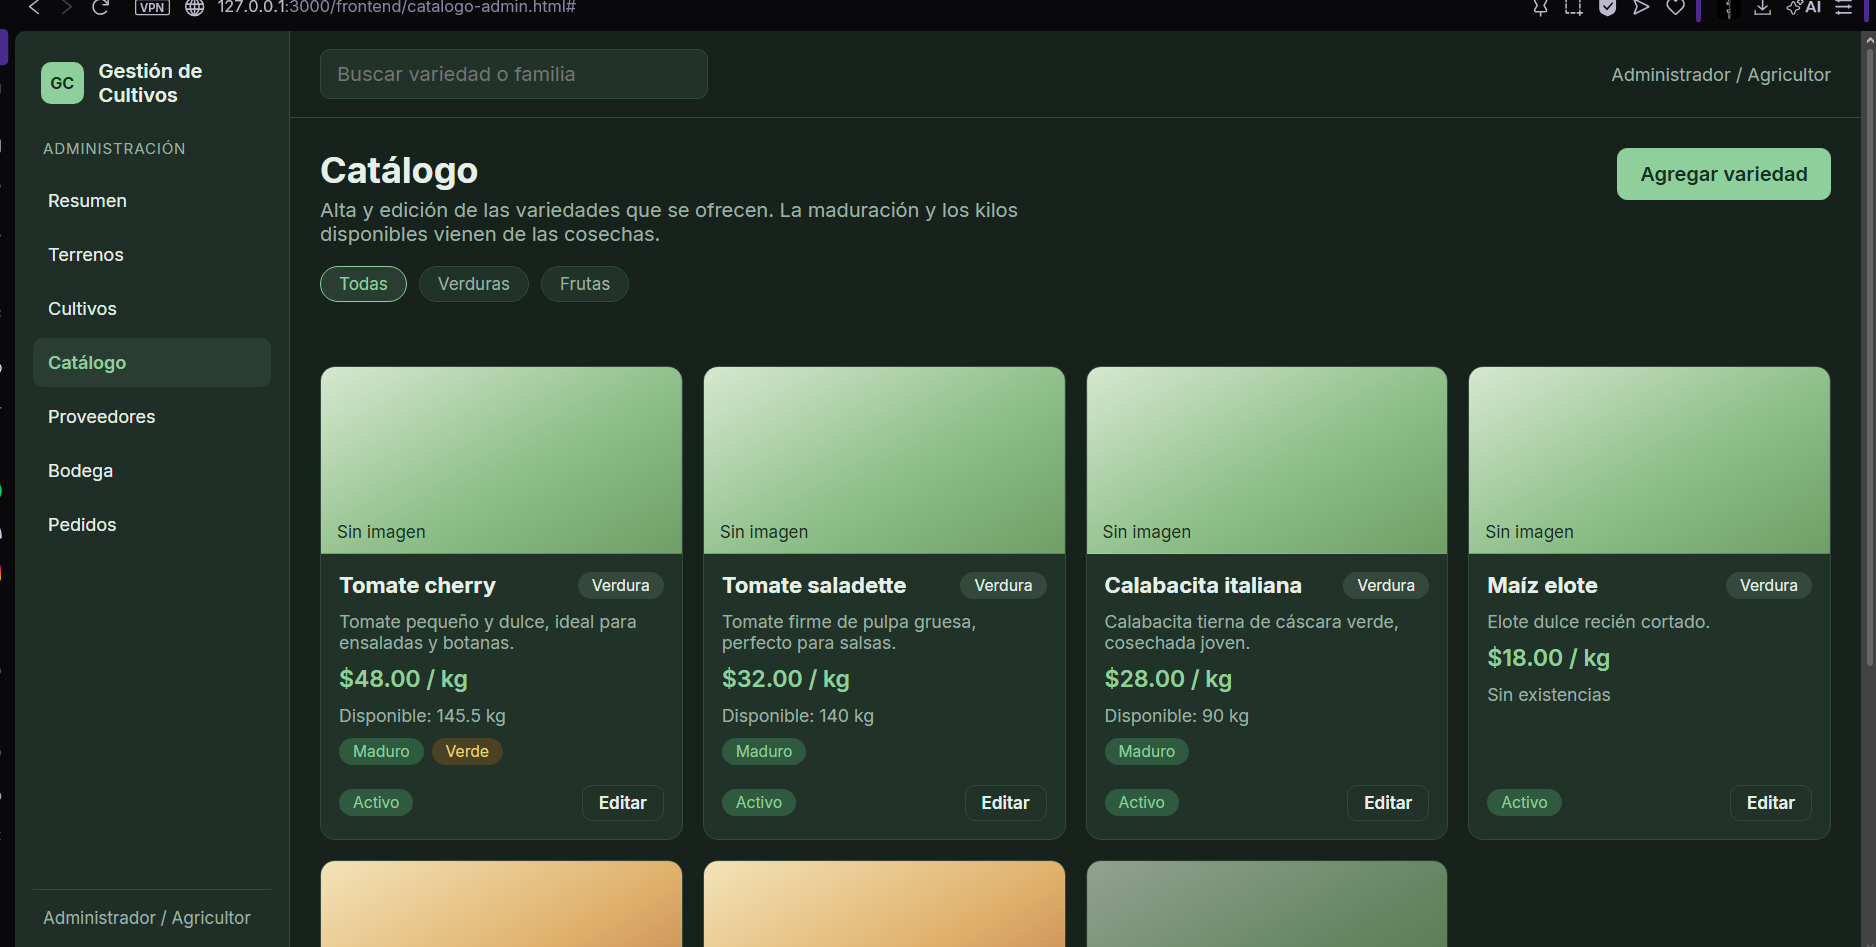 VPN
127.0.0.1:3000/frontend/catalogo-admin.html#
AI
GC
Gestión de
Cultivos
ADMINISTRACIÓN
Resumen
Terrenos
Cultivos
Catálogo
Proveedores
Bodega
Pedidos
Administrador / Agricultor
Buscar variedad o familia
Administrador / Agricultor
Catálogo
Alta y edición de las variedades que se ofrecen. La maduración y los kilos
disponibles vienen de las cosechas.
Agregar variedad
Todas
Verduras
Frutas
Sin imagen
Tomate cherry
Verdura
Tomate pequeño y dulce, ideal para
ensaladas y botanas.
$48.00 / kg
Disponible: 145.5 kg
Maduro
Verde
Activo
Editar
Sin imagen
Tomate saladette
Verdura
Tomate firme de pulpa gruesa,
perfecto para salsas.
$32.00 / kg
Disponible: 140 kg
Maduro
Activo
Editar
Sin imagen
Calabacita italiana
Verdura
Calabacita tierna de cáscara verde,
cosechada joven.
$28.00 / kg
Disponible: 90 kg
Maduro
Activo
Editar
Sin imagen
Maíz elote
Verdura
Elote dulce recién cortado.
$18.00 / kg
Sin existencias
Activo
Editar